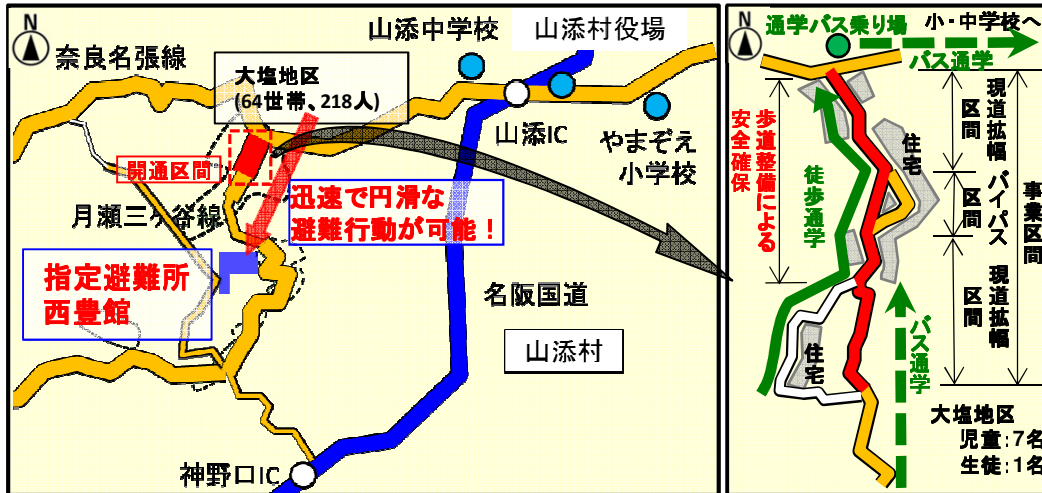 N
奈良名張線
山添中学校
山添村役場
大塩地区
(64世帯、218人)
山添IC
やまぞえ
小学校
開通区間
月瀬三ケ谷線
迅速で円滑な
避難行動が可能！
指定避難所
西豊館
名阪国道
山添村
神野口IC
N
通学バス乗り場
小・中学校へ
バス通学
現道拡幅
区間
歩道整備による
安全確保
住宅
徒歩通学
バイパス
区間
事業区間
現道拡幅
区間
住宅
バス通学
大塩地区
児童:7名
生徒:1名